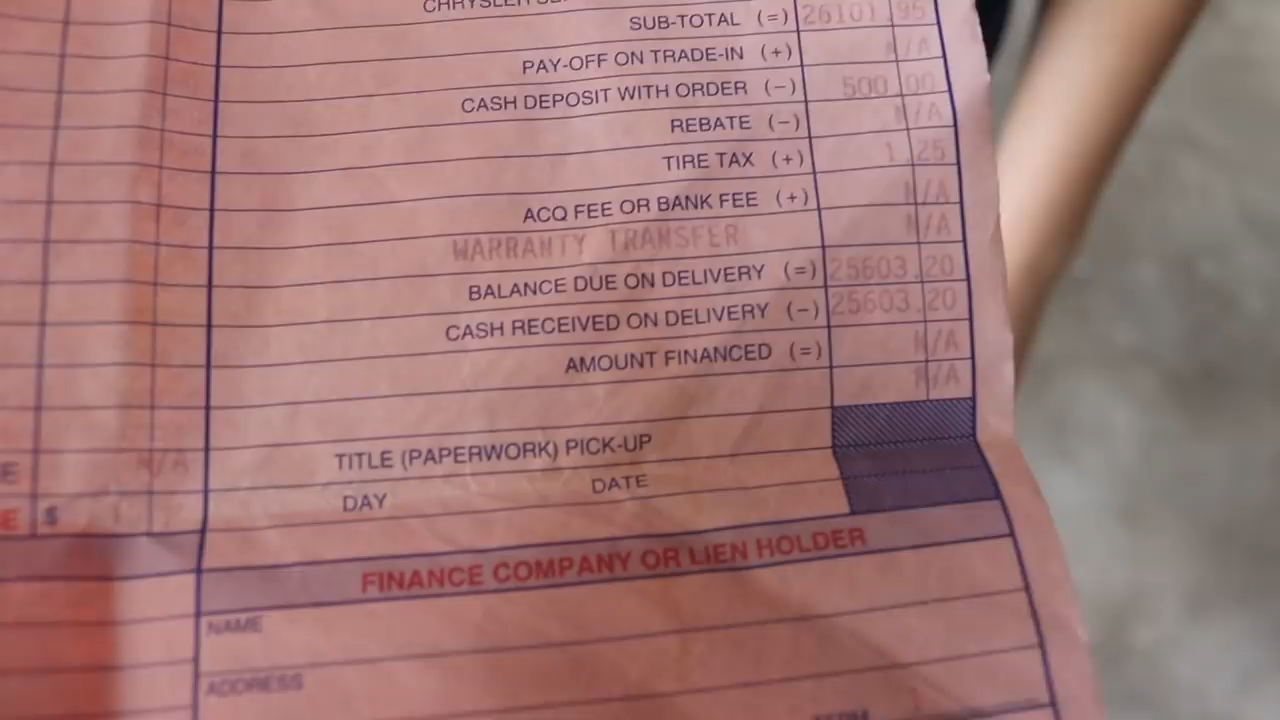 CHRYSLER
SUB-TOTAL (=) 26101.95
PAY-OFF ON TRADE-IN (+) N/A
CASH DEPOSIT WITH ORDER (-) 500.00
REBATE (-) N/A
TIRE TAX (+) 1.25
ACQ FEE OR BANK FEE (+) N/A
WARRANTY TRANSFER N/A
BALANCE DUE ON DELIVERY (=) 25603.20
CASH RECEIVED ON DELIVERY (-) 25603.20
AMOUNT FINANCED (=) N/A
N/A
E N/A
TITLE (PAPERWORK) PICK-UP
E $
DAY DATE
FINANCE COMPANY OR LIEN HOLDER
NAME
ADDRESS
TERM